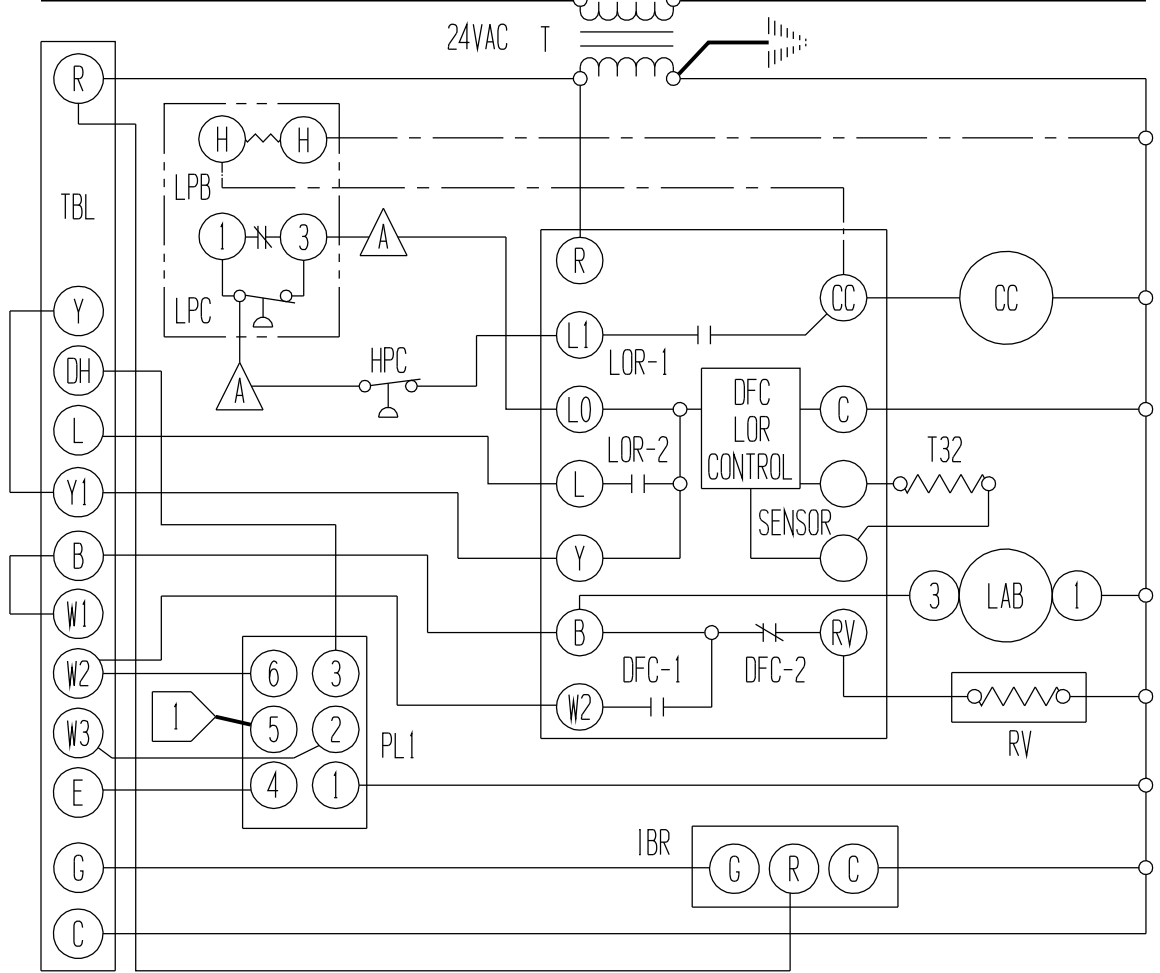 24VAC T
R
H H
LPB
TBL
1 3 A
R
LPC
CC CC
Y
L1
LOR-1
HPC
DH
A
DFC
LO C
LOR
L
LOR-2
CONTROL
T32
Y1
L
SENSOR
B
Y
3 LAB 1
W1
B RV
W2
6 3
DFC-1 DFC-2
W2
1
5 2
W3
PL1
RV
E
4 1
IBR
G
G R C
C